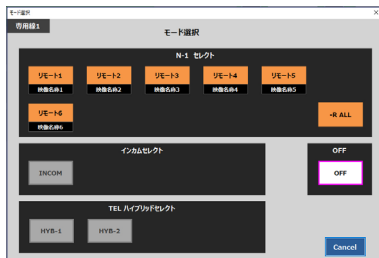 モード選択
専用線1
モード選択
N-1 セレクト
リモート1 リモート2 リモート3 リモート4 リモート5
映像名称1 映像名称2 映像名称3 映像名称4 映像名称5
リモート6
映像名称6
-R ALL
インカムセレクト
INCOM
OFF
OFF
TEL ハイブリッドセレクト
HYB-1 HYB-2
Cancel